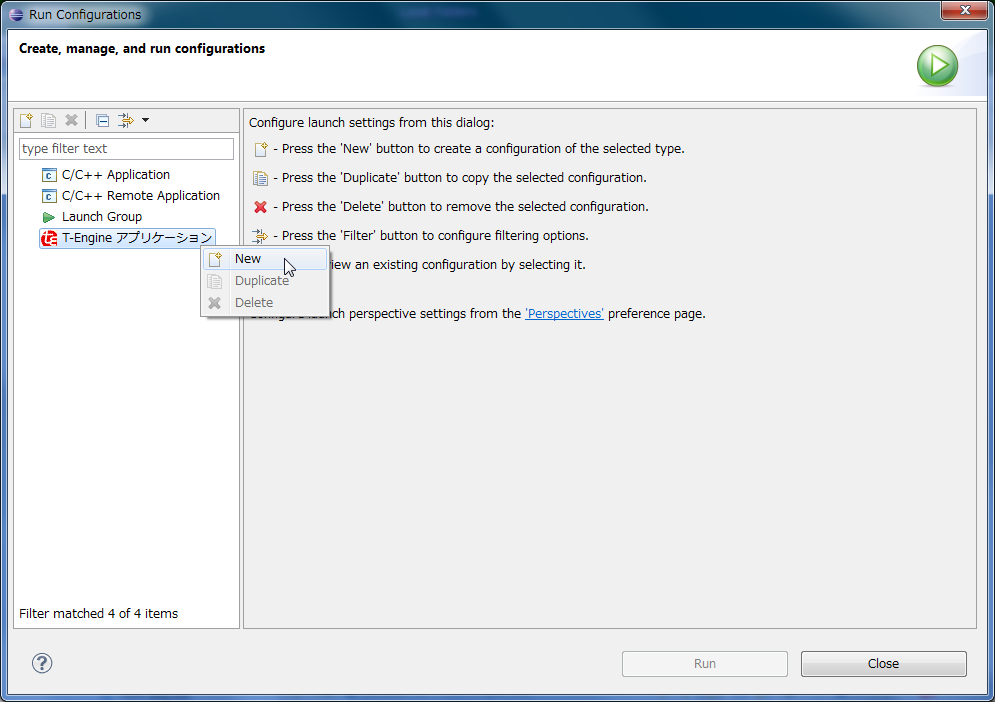 Run Configurations
Create, manage, and run configurations
type filter text
C/C++ Application
C/C++ Remote Application
Launch Group
T-Engine アプリケーション
New
Duplicate
Delete
Filter matched 4 of 4 items
Configure launch settings from this dialog:
- Press the 'New' button to create a configuration of the selected type.
- Press the 'Duplicate' button to copy the selected configuration.
- Press the 'Delete' button to remove the selected configuration.
- Press the 'Filter' button to configure filtering options.
an existing configuration by selecting it.
perspective settings from the 'Perspectives' preference page.
Run
Close